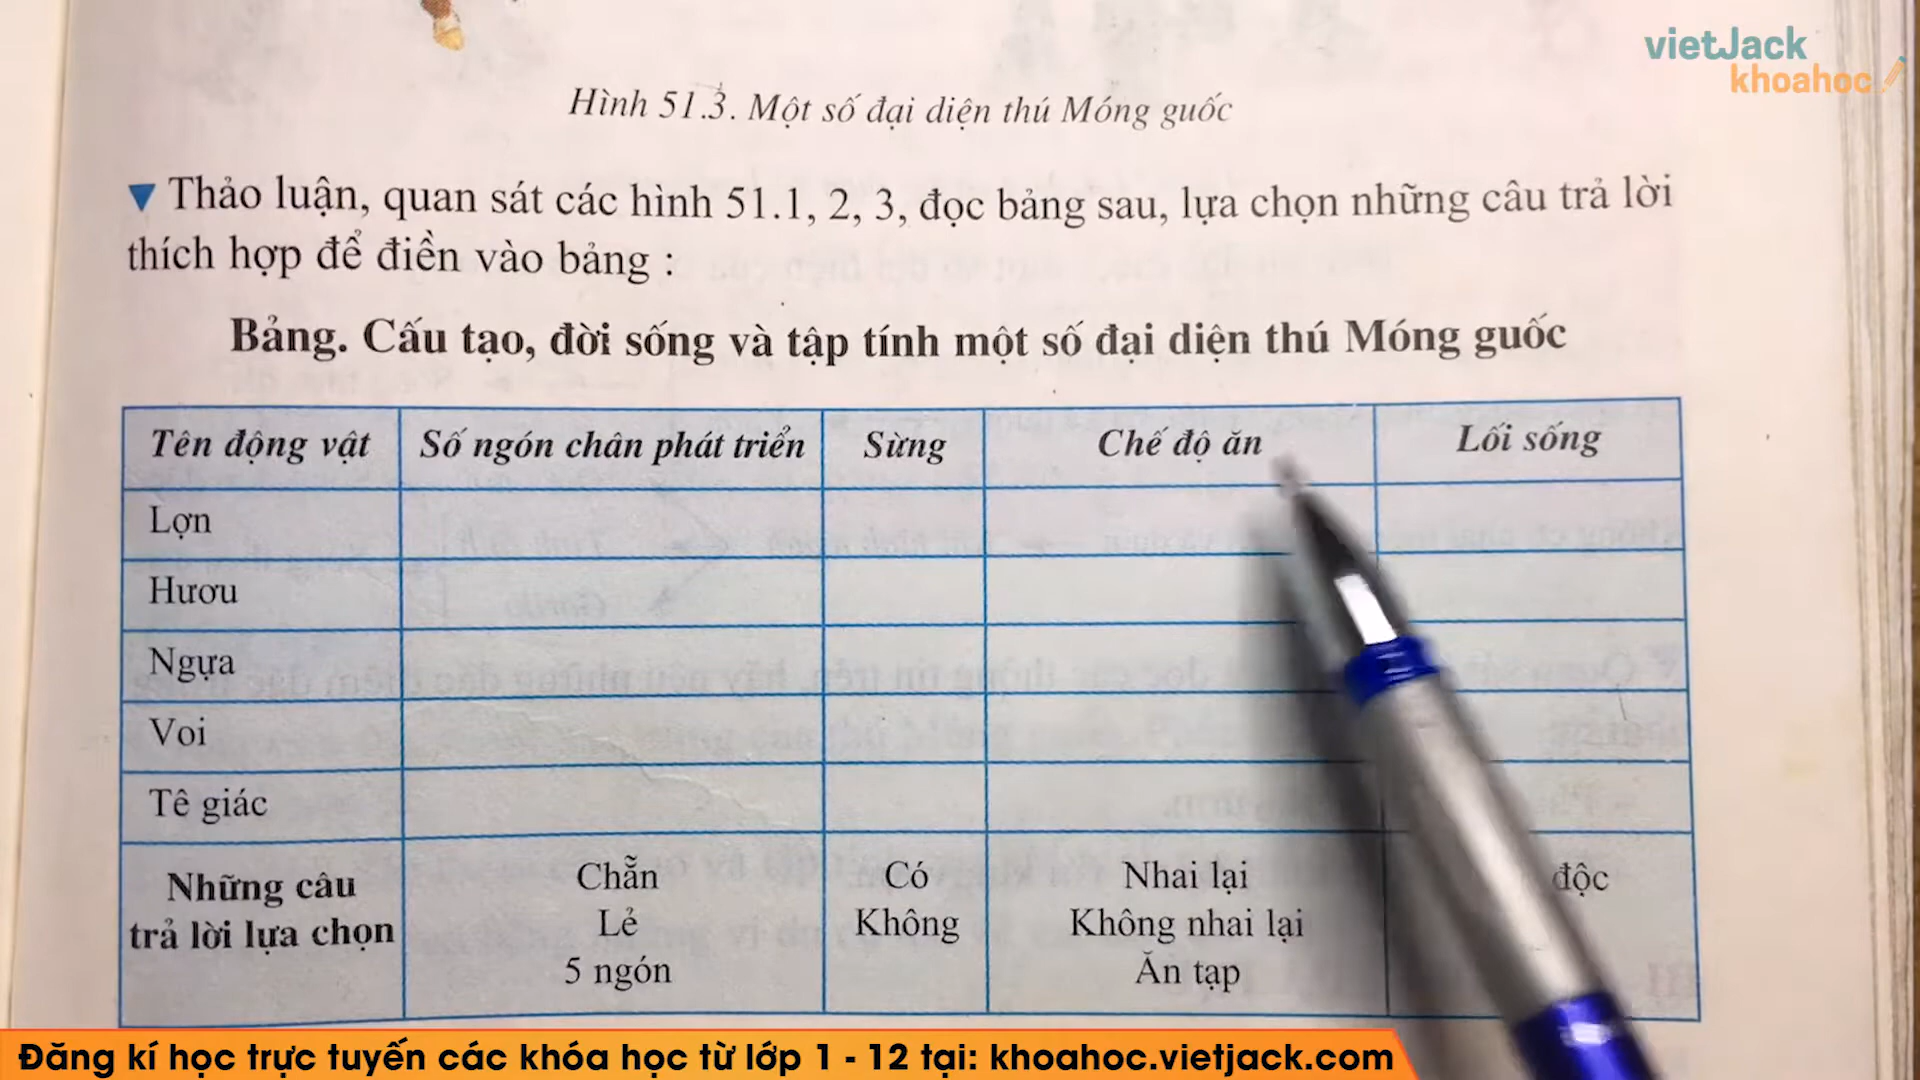 vietJack
khoahoc
Hình 51.3. Một số đại diện thú Móng guốc
▼ Thảo luận, quan sát các hình 51.1, 2, 3, đọc bảng sau, lựa chọn những câu trả lời
thích hợp để điền vào bảng :
Bảng. Cấu tạo, đời sống và tập tính một số đại diện thú Móng guốc
Tên động vật Số ngón chân phát triển Sừng Chế độ ăn Lối sống
Lợn
Hươu
Ngựa
Voi
Tê giác
Những câu
trả lời lựa chọn
Chẵn
Lẻ
5 ngón
Có
Không
Nhai lại
Không nhai lại
Ăn tạp
độc
Đăng kí học trực tuyến các khóa học từ lớp 1 - 12 tại: khoahoc.vietjack.com